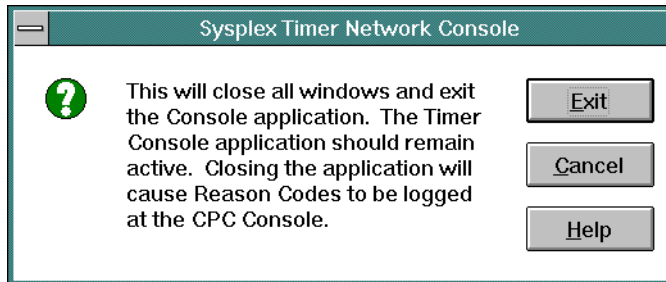 Sysplex Timer Network Console
?
This will close all windows and exit
the Console application. The Timer
Console application should remain
active. Closing the application will
cause Reason Codes to be logged
at the CPC Console.
Exit
Cancel
Help